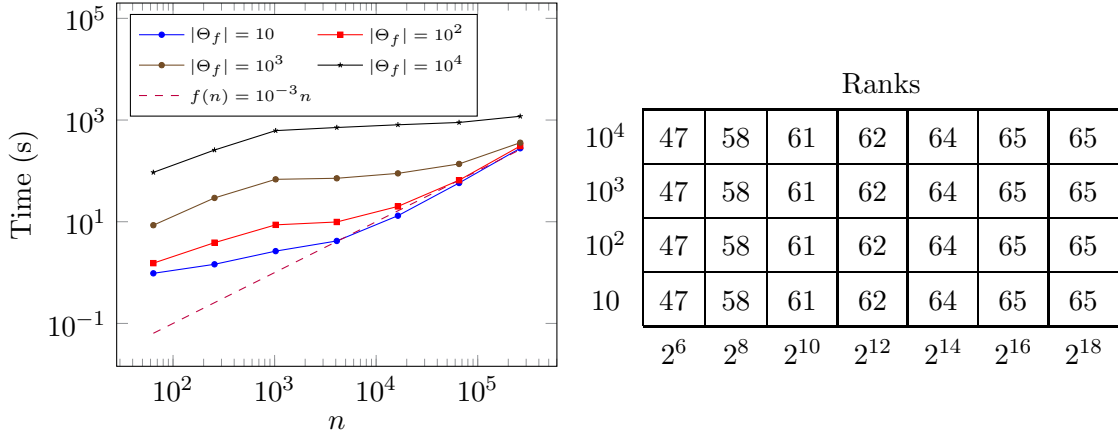 10^5
10^3
10^1
10^{-1}
Time (s)
|Θ_f| = 10
|Θ_f| = 10^2
|Θ_f| = 10^3
|Θ_f| = 10^4
f(n) = 10^{-3}n
10^2 10^3 10^4 10^5
n
Ranks
10^4 47 58 61 62 64 65 65
10^3 47 58 61 62 64 65 65
10^2 47 58 61 62 64 65 65
10 47 58 61 62 64 65 65
2^6 2^8 2^{10} 2^{12} 2^{14} 2^{16} 2^{18}